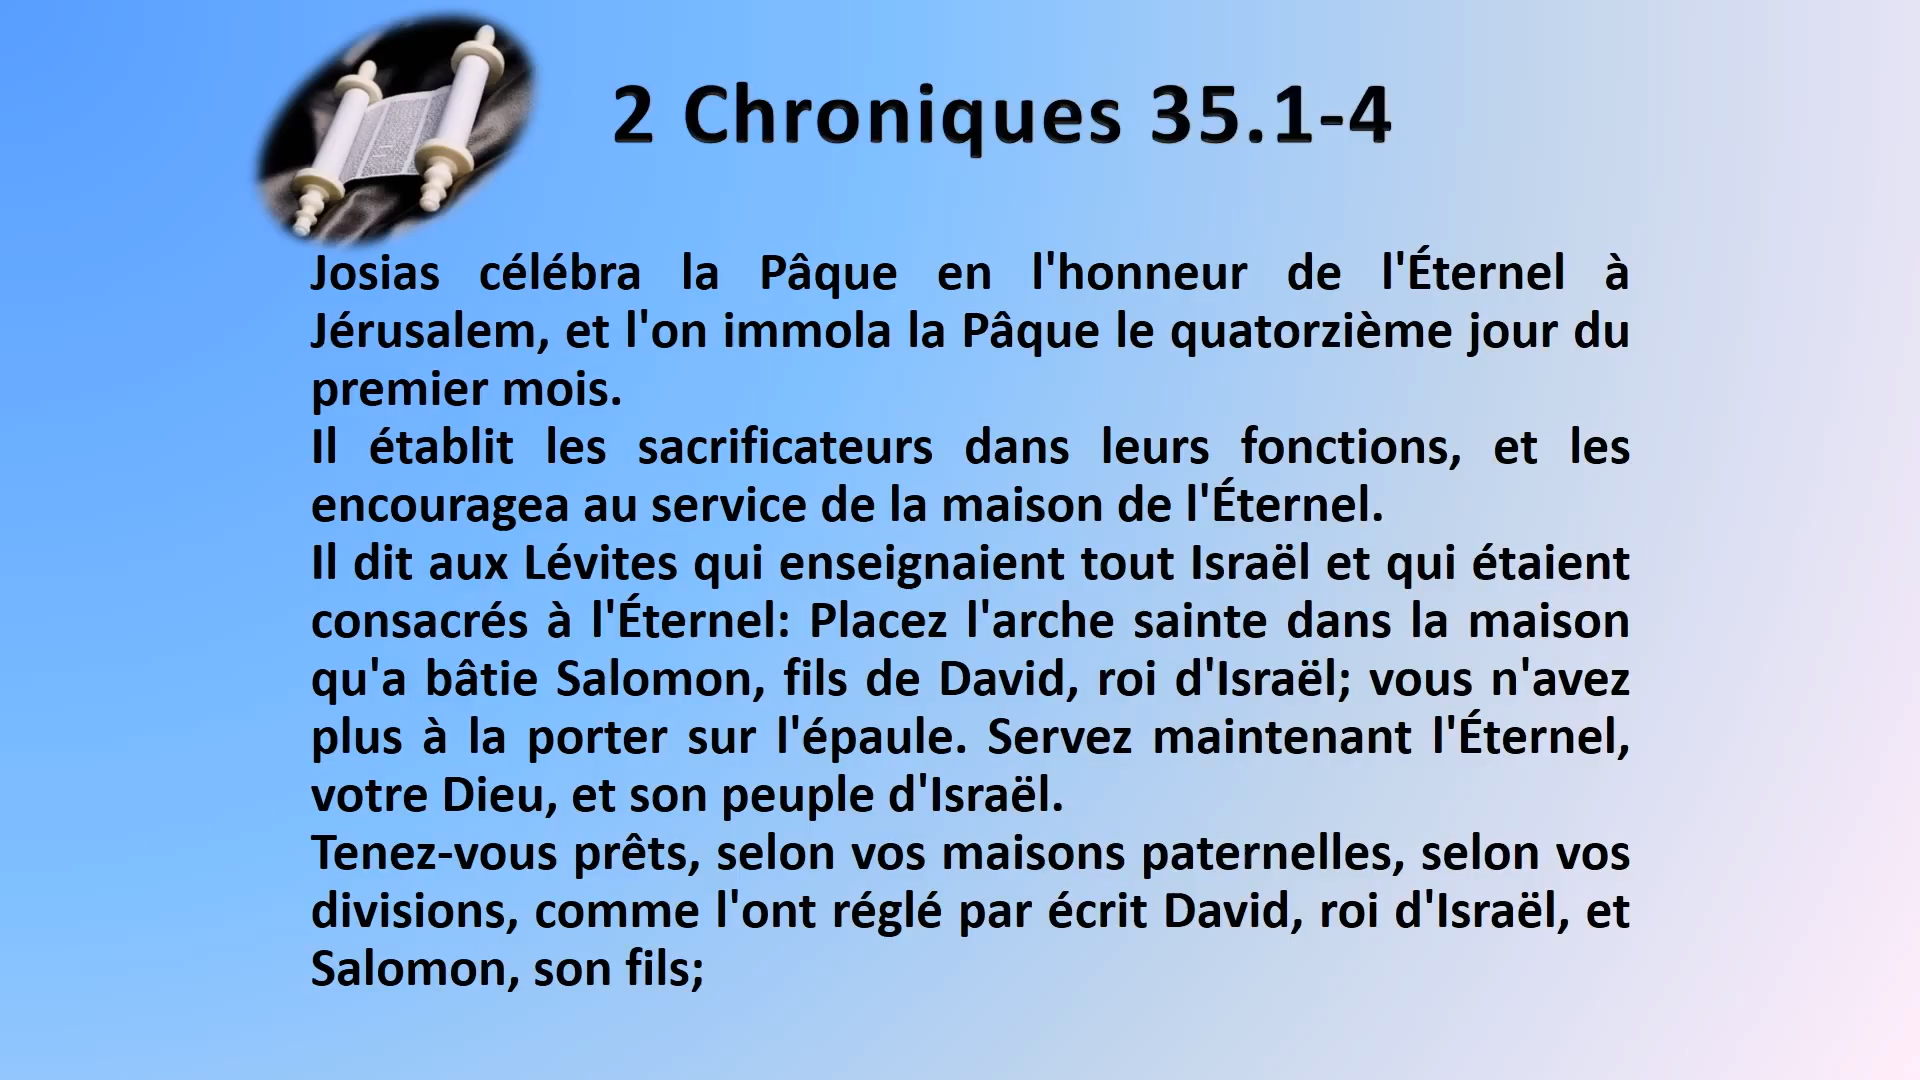 2 Chroniques 35.1-4
Josias célébra la Pâque en l'honneur de l'Éternel à
Jérusalem, et l'on immola la Pâque le quatorzième jour du
premier mois.
Il établit les sacrificateurs dans leurs fonctions, et les
encouragea au service de la maison de l'Éternel.
Il dit aux Lévites qui enseignaient tout Israël et qui étaient
consacrés à l'Éternel: Placez l'arche sainte dans la maison
qu'a bâtie Salomon, fils de David, roi d'Israël; vous n'avez
plus à la porter sur l'épaule. Servez maintenant l'Éternel,
votre Dieu, et son peuple d'Israël.
Tenez-vous prêts, selon vos maisons paternelles, selon vos
divisions, comme l'ont réglé par écrit David, roi d'Israël, et
Salomon, son fils;